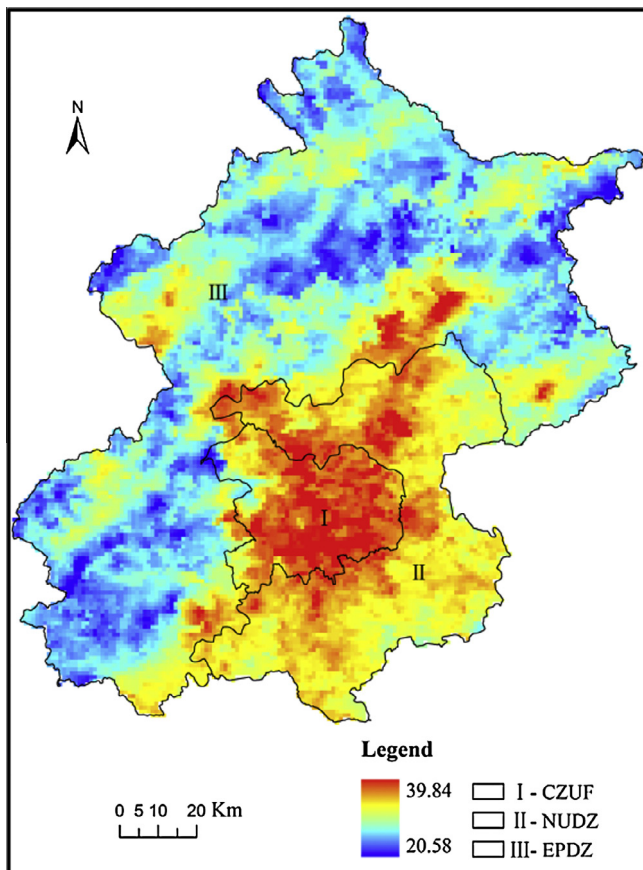 N
III
I
II
Legend
39.84
20.58
I - CZUF
II - NUDZ
III- EPDZ
0 5 10 20 Km